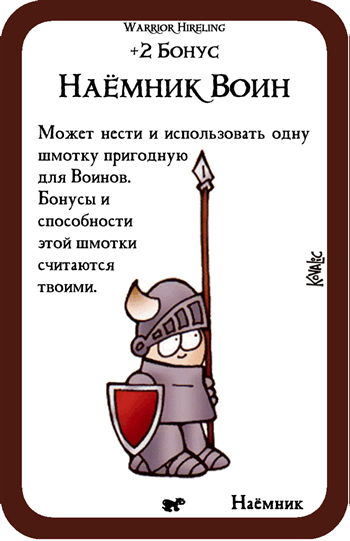 Warrior Hireling
+2 Бонус
Наёмник Воин
Может нести и использовать одну
шмотку пригодную
для Воинов.
Бонусы и
способности
этой шмотки
считаются
твоими.
Kovalic
Наёмник